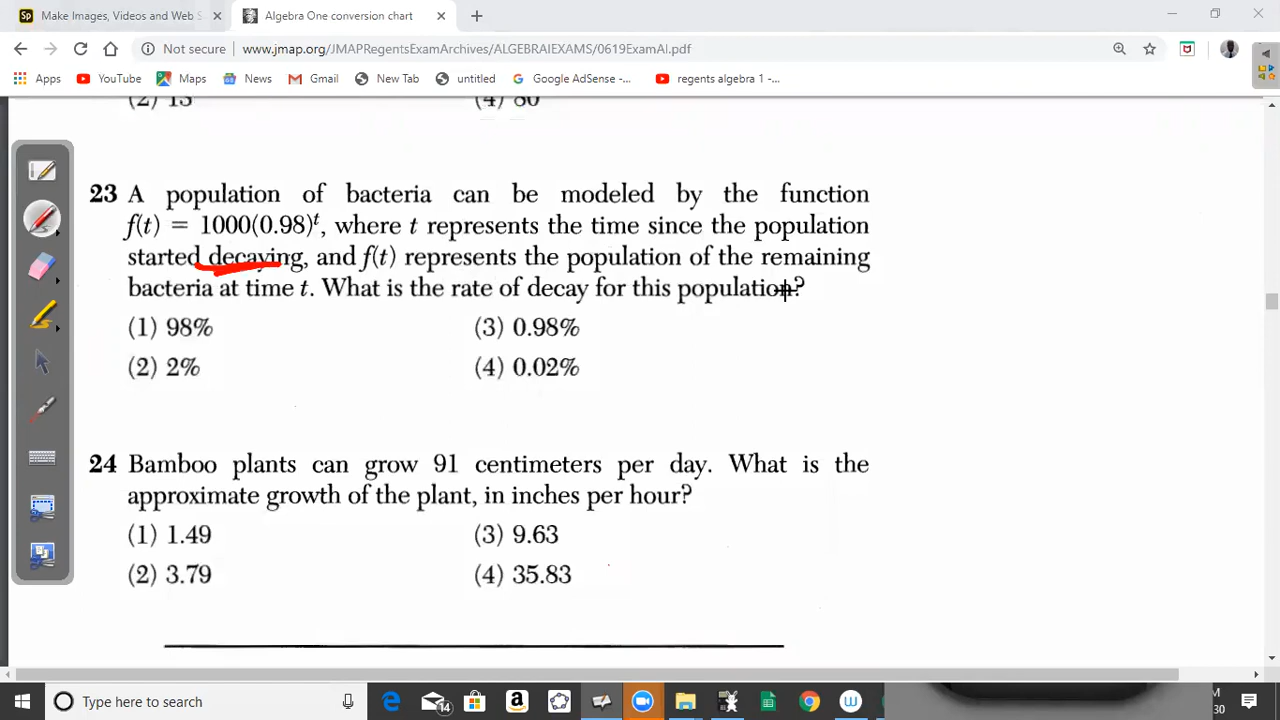 Make Images, Videos and Web S
Algebra One conversion chart
Not secure
www.jmap.org/JMAPRegentsExamArchives/ALGEBRAIEXAMS/0619ExamAI.pdf
Apps YouTube Maps News Gmail New Tab untitled Google AdSense -... regents algebra 1 -...
(2) 15 (4) 60
23 A population of bacteria can be modeled by the function
f(t) = 1000(0.98)^t, where t represents the time since the population
started decaying, and f(t) represents the population of the remaining
bacteria at time t. What is the rate of decay for this population?
(1) 98% (3) 0.98%
(2) 2% (4) 0.02%
24 Bamboo plants can grow 91 centimeters per day. What is the
approximate growth of the plant, in inches per hour?
(1) 1.49 (3) 9.63
(2) 3.79 (4) 35.83
Type here to search
14
M
30